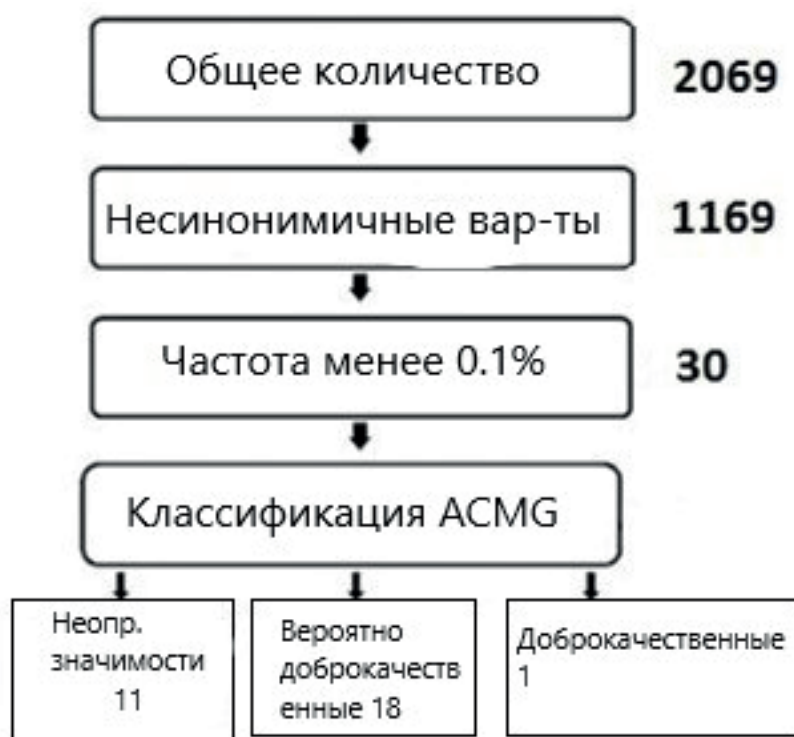 Общее количество 2069
Несинонимичные вар-ты 1169
Частота менее 0.1% 30
Классификация ACMG
Неопр.
значимости
11
Вероятно
доброкачеств
енные 18
Доброкачественные
1